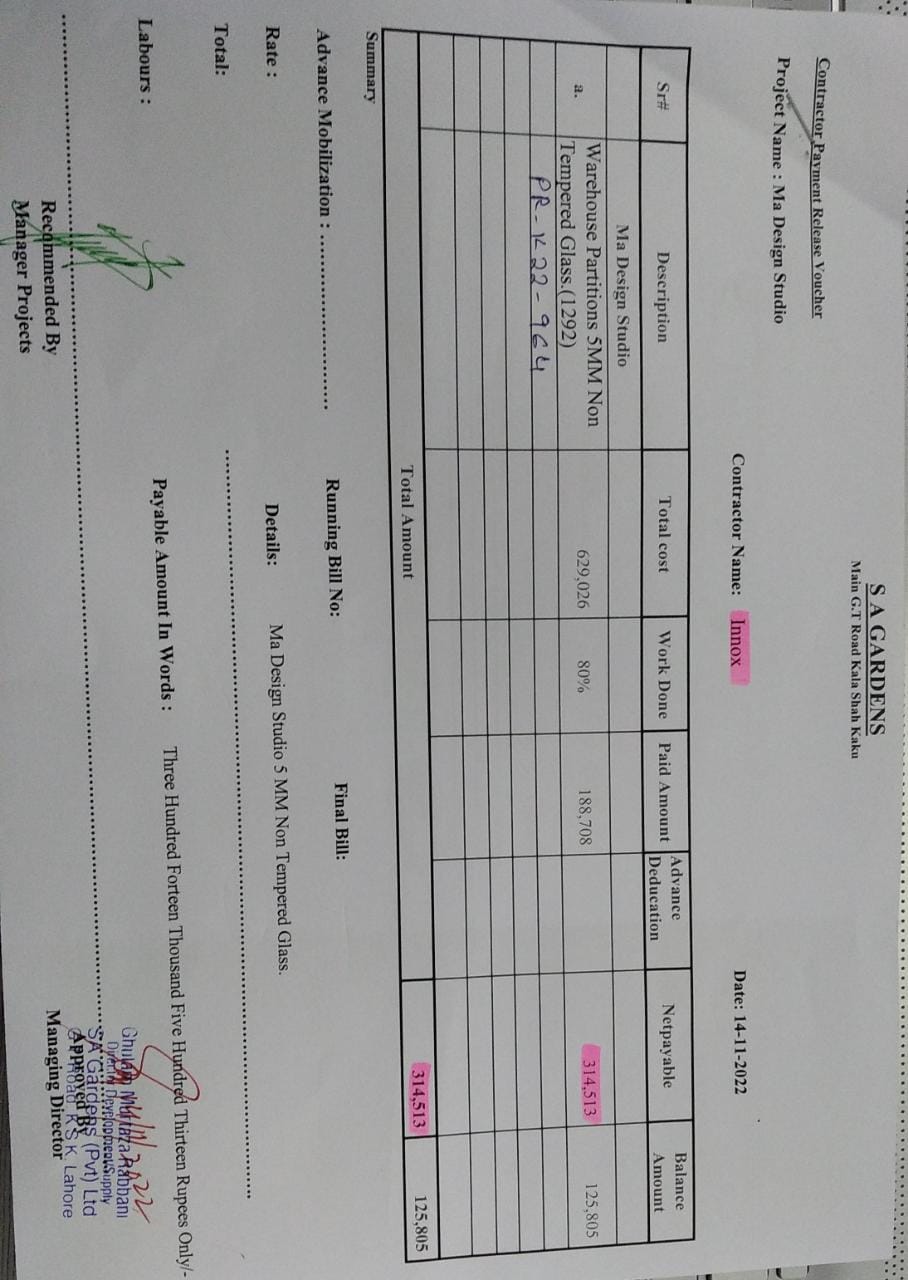 S A GARDENS
Main G.T Road Kala Shah Kaku
Contractor Payment Release Voucher
Project Name : Ma Design Studio
Contractor Name: Innox
Date: 14-11-2022
Sr# Description Total cost Work Done Paid Amount Advance Deducation Netpayable Balance Amount
Ma Design Studio
a. Warehouse Partitions 5MM Non Tempered Glass.(1292) 629,026 80% 188,708 314,513 125,805
PR-K22-964
Total Amount 314,513 125,805
Summary
Advance Mobilization : ........................ Running Bill No: Final Bill:
Rate : Details: Ma Design Studio 5 MM Non Tempered Glass.
Total:
Labours : Payable Amount In Words : Three Hundred Forteen Thousand Five Hundred Thirteen Rupees Only/-
Ghulam Murtaza Rabbani
Director Development/Supply
SA Gardens (Pvt) Ltd
GT Road K.S.K. Lahore
Recommended By
Manager Projects
Approved By
Managing Director